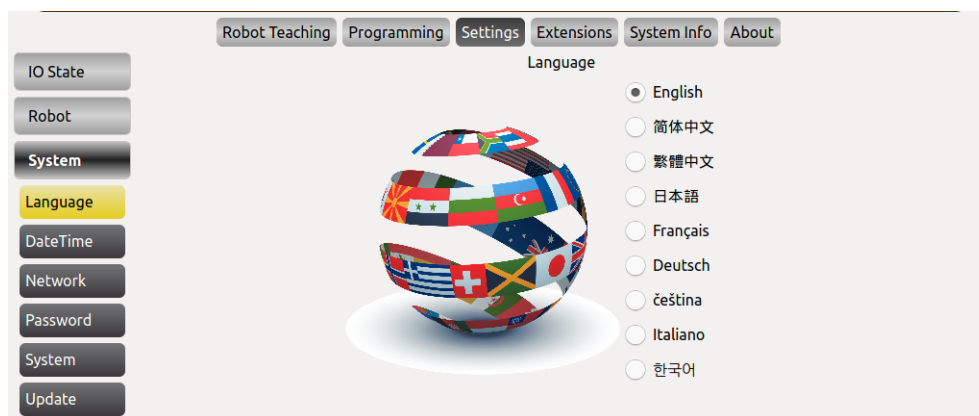 Robot Teaching Programming Settings Extensions System Info About
Language
IO State
Robot
System
Language
DateTime
Network
Password
System
Update
English
简体中文
繁體中文
日本語
Français
Deutsch
čeština
Italiano
한국어